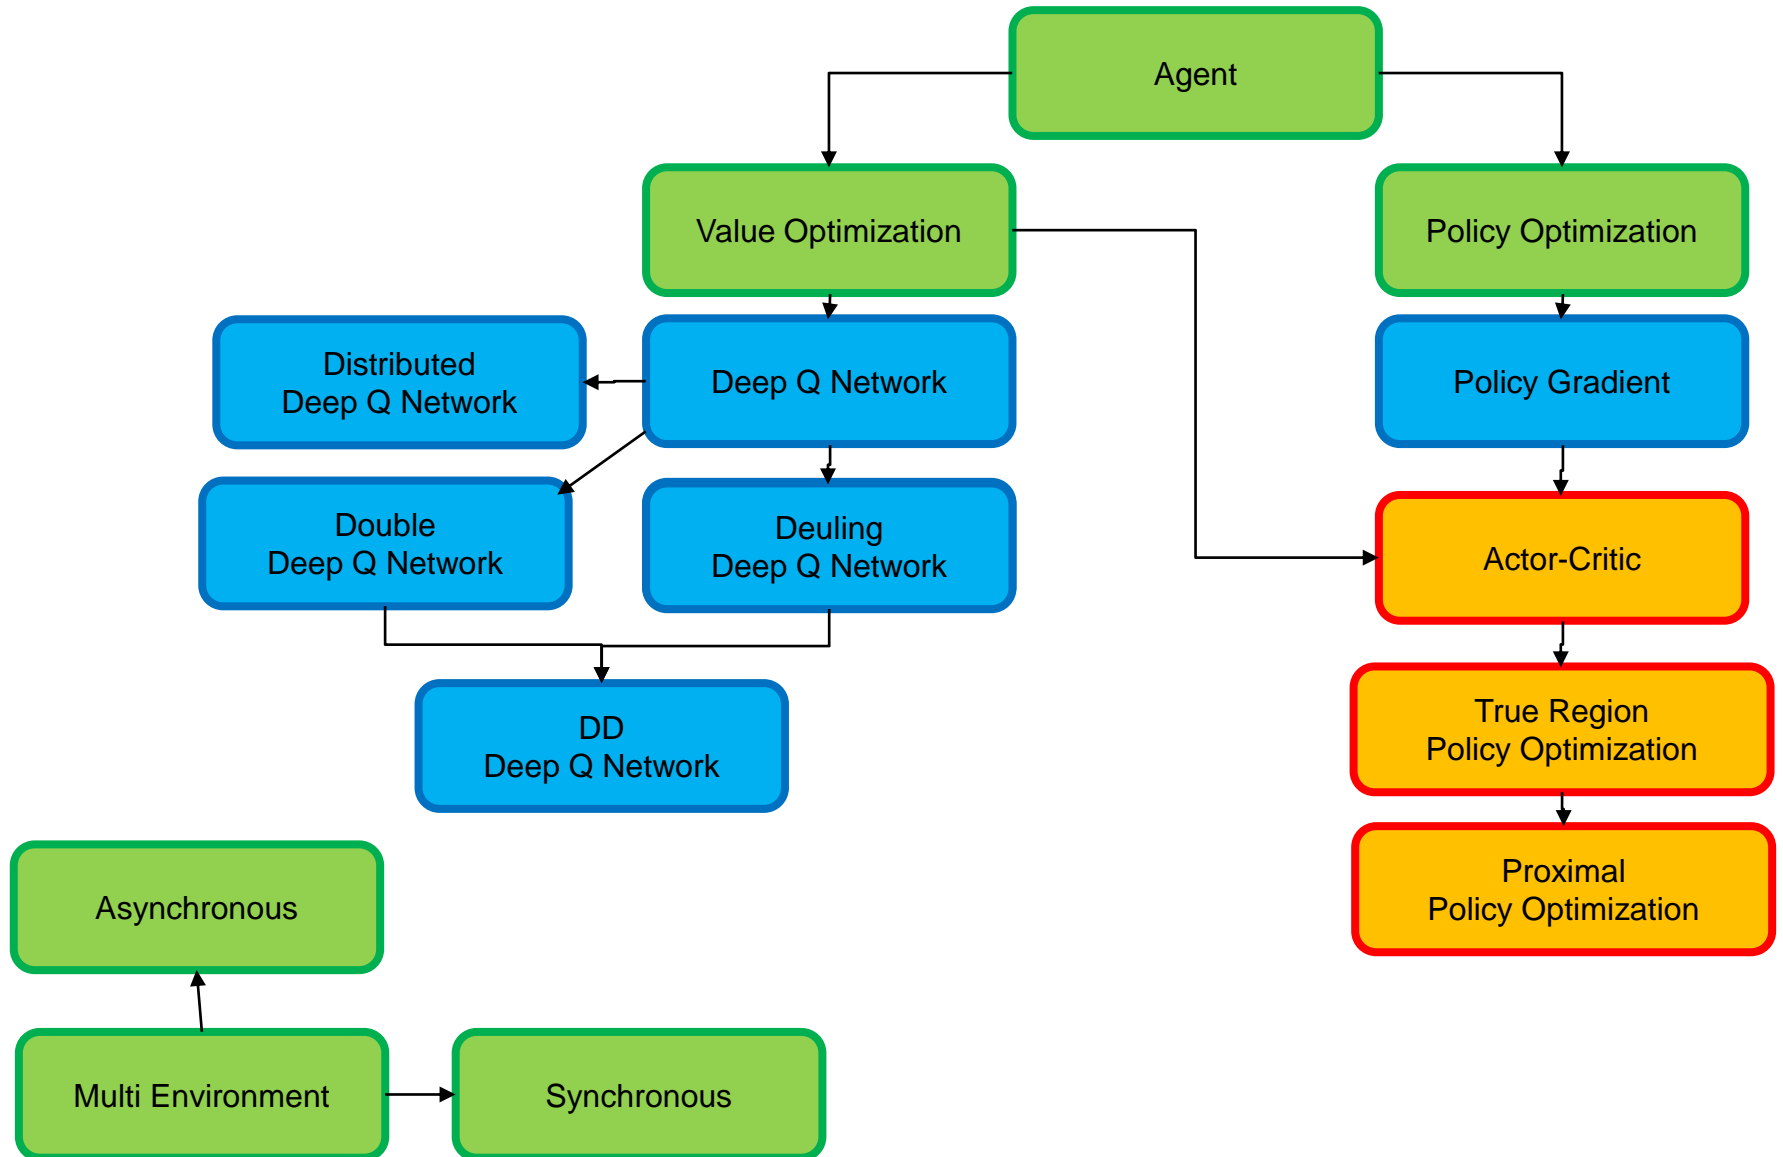 Agent
Value Optimization
Policy Optimization
Distributed
Deep Q Network
Deep Q Network
Policy Gradient
Double
Deep Q Network
Deuling
Deep Q Network
Actor-Critic
DD
Deep Q Network
True Region
Policy Optimization
Proximal
Policy Optimization
Asynchronous
Multi Environment
Synchronous